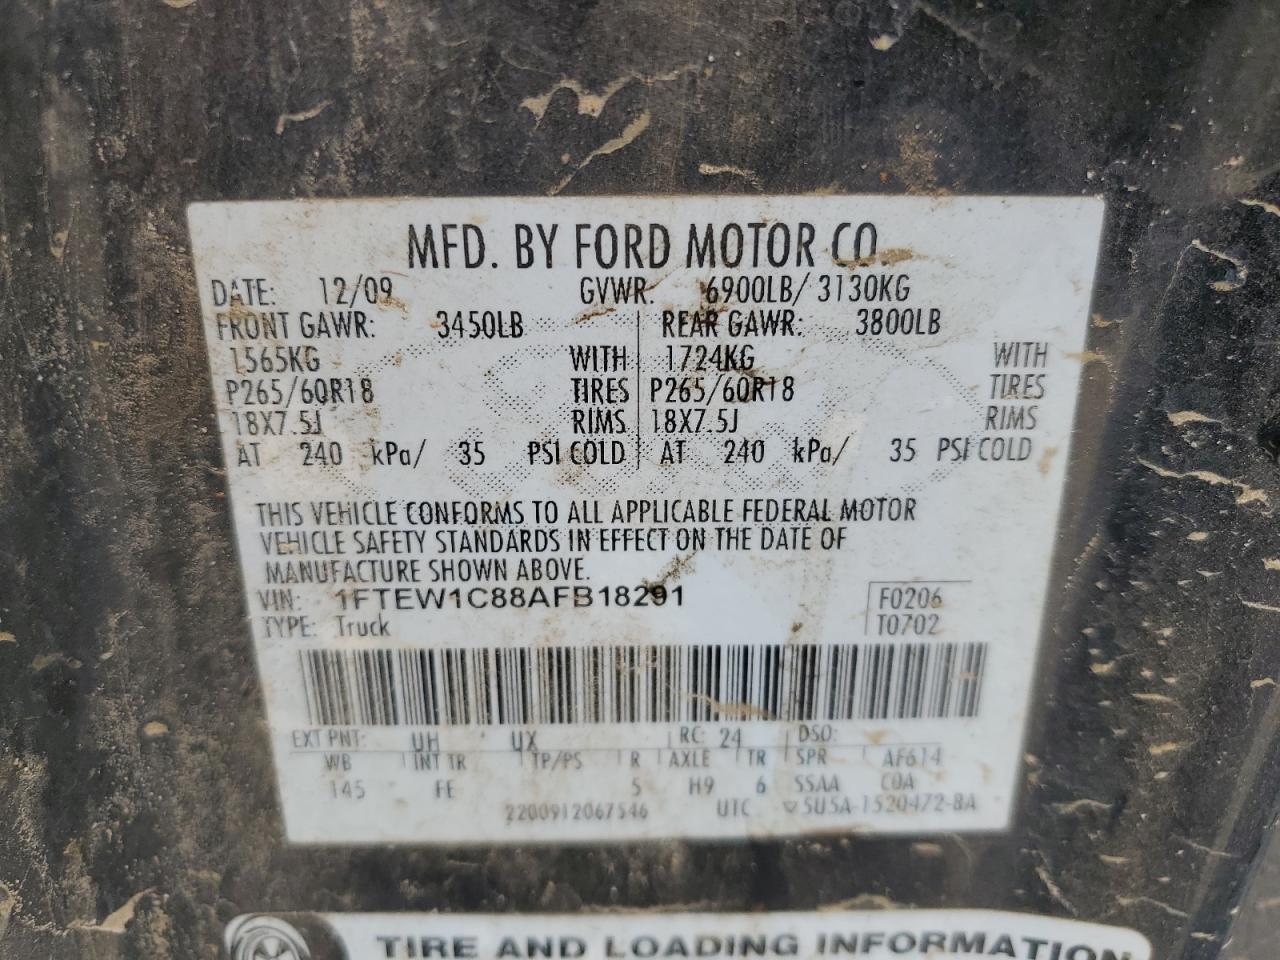 MFD. BY FORD MOTOR CO.
DATE: 12/09 GVWR: 6900LB/ 3130KG
FRONT GAWR: 3450LB REAR GAWR: 3800LB
1565KG WITH 1724KG WITH
P265/60R18 TIRES P265/60R18 TIRES
18X7.5J RIMS 18X7.5J RIMS
AT 240 kPa/ 35 PSI COLD AT 240 kPa/ 35 PSI COLD
THIS VEHICLE CONFORMS TO ALL APPLICABLE FEDERAL MOTOR
VEHICLE SAFETY STANDARDS IN EFFECT ON THE DATE OF
MANUFACTURE SHOWN ABOVE.
VIN: 1FTEW1C88AFB18291 F0206
TYPE: Truck T0702
EXT PNT: UH UX RC: 24 DSO:
WB INT TR TP/PS R AXLE TR SPR AF614
145 FE 5 H9 6 SSAA C0A
2200912067546 UTC ▽ 5U5A-1520472-BA
TIRE AND LOADING INFORMATION